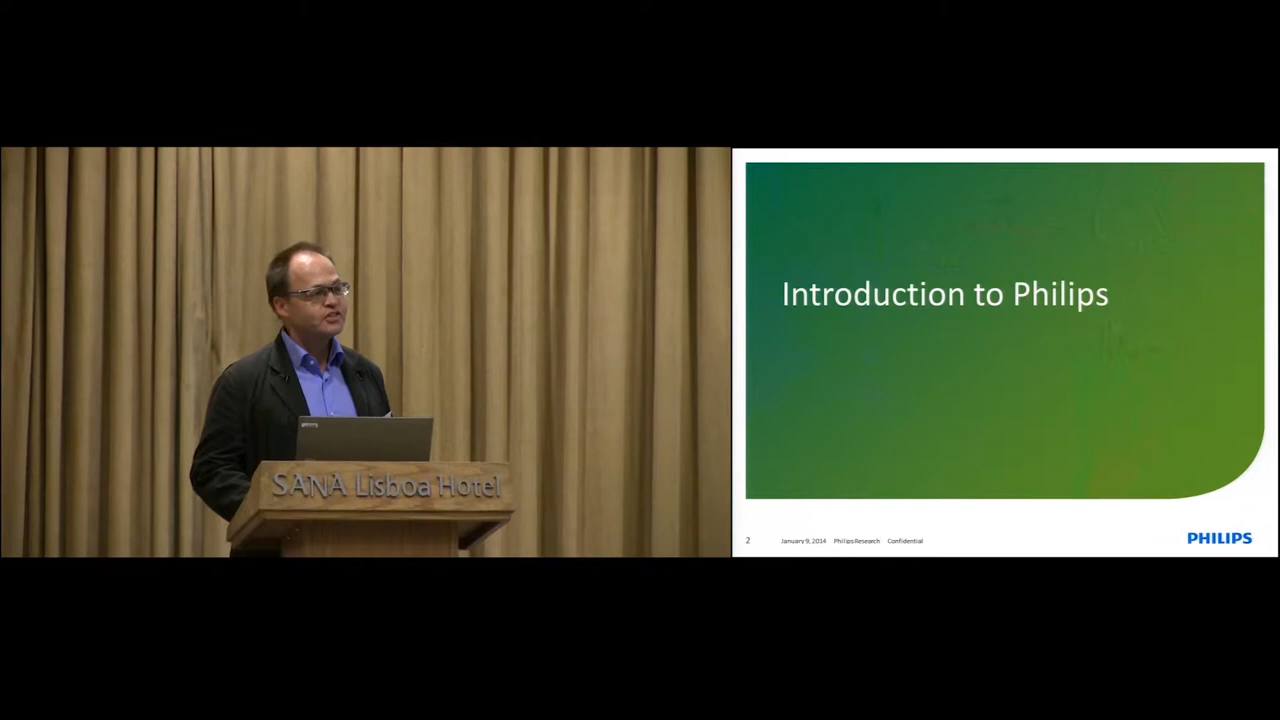 SANA Lisboa Hotel
Introduction to Philips
2 January 9, 2014 Philips Research Confidential
PHILIPS